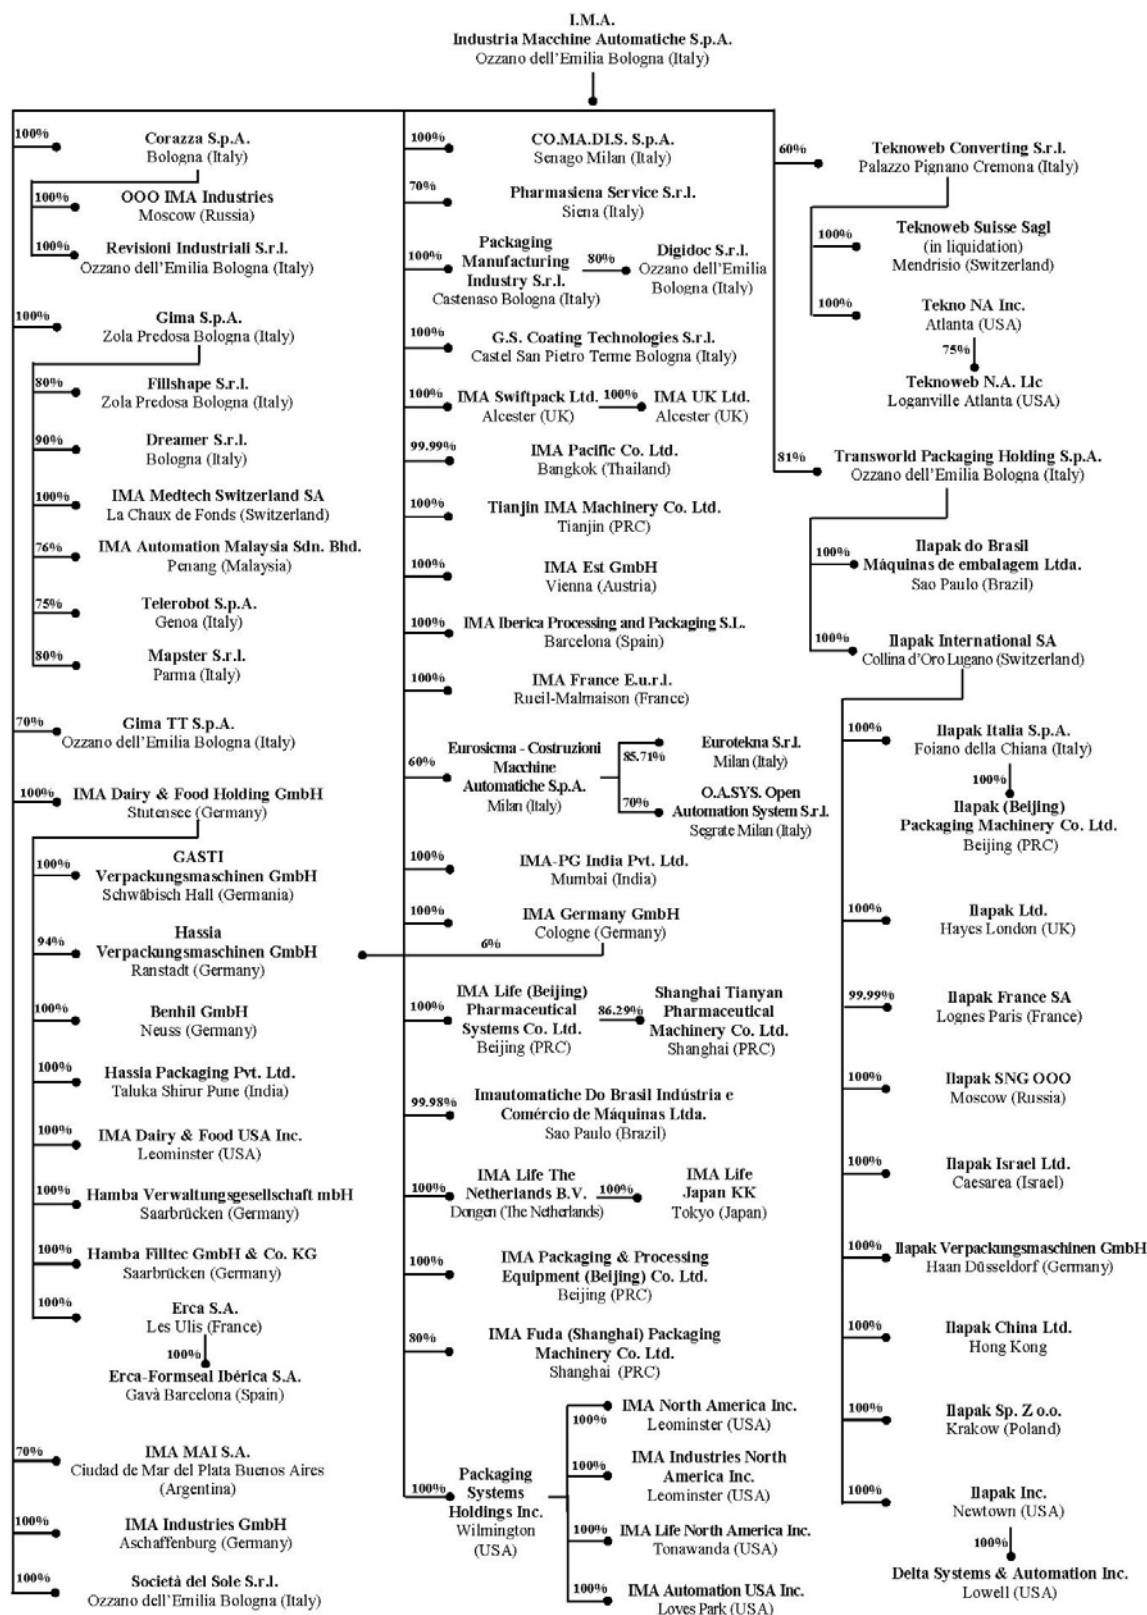 I.M.A.
Industria Macchine Automatiche S.p.A.
Ozzano dell'Emilia Bologna (Italy)
100%
Corazza S.p.A.
Bologna (Italy)
100%
OOO IMA Industries
Moscow (Russia)
100%
Revisioni Industriali S.r.l.
Ozzano dell'Emilia Bologna (Italy)
100%
Gima S.p.A.
Zola Predosa Bologna (Italy)
80%
Fillshape S.r.l.
Zola Predosa Bologna (Italy)
90%
Dreamer S.r.l.
Bologna (Italy)
100%
IMA Medtech Switzerland SA
La Chaux de Fonds (Switzerland)
76%
IMA Automation Malaysia Sdn. Bhd.
Penang (Malaysia)
75%
Telerobot S.p.A.
Genoa (Italy)
80%
Mapster S.r.l.
Parma (Italy)
70%
Gima TT S.p.A.
Ozzano dell'Emilia Bologna (Italy)
100%
IMA Dairy & Food Holding GmbH
Stutensee (Germany)
100%
GASTI
Verpackungsmaschinen GmbH
Schwäbisch Hall (Germania)
94%
Hassia
Verpackungsmaschinen GmbH
Ranstadt (Germany)
100%
Benhil GmbH
Neuss (Germany)
100%
Hassia Packaging Pvt. Ltd.
Taluka Shirur Pune (India)
100%
IMA Dairy & Food USA Inc.
Leominster (USA)
100%
Hamba Verwaltungsgesellschaft mbH
Saarbrücken (Germany)
100%
Hamba Filltec GmbH & Co. KG
Saarbrücken (Germany)
100%
Erca S.A.
Les Ulis (France)
100%
Erca-Formseal Ibérica S.A.
Gavà Barcelona (Spain)
70%
IMA MAI S.A.
Ciudad de Mar del Plata Buenos Aires
(Argentina)
100%
IMA Industries GmbH
Aschaffenburg (Germany)
100%
Società del Sole S.r.l.
Ozzano dell'Emilia Bologna (Italy)
100%
CO.MA.DI.S. S.p.A.
Senago Milan (Italy)
70%
Pharmasiena Service S.r.l.
Siena (Italy)
100%
Packaging
Manufacturing
Industry S.r.l.
Castenaso Bologna (Italy)
80%
Digidoc S.r.l.
Ozzano dell'Emilia
Bologna (Italy)
100%
G.S. Coating Technologies S.r.l.
Castel San Pietro Terme Bologna (Italy)
100%
IMA Swiftpack Ltd.
Alcester (UK)
100%
IMA UK Ltd.
Alcester (UK)
99.99%
IMA Pacific Co. Ltd.
Bangkok (Thailand)
100%
Tianjin IMA Machinery Co. Ltd.
Tianjin (PRC)
100%
IMA Est GmbH
Vienna (Austria)
100%
IMA Iberica Processing and Packaging S.L.
Barcelona (Spain)
100%
IMA France E.u.r.l.
Rueil-Malmaison (France)
60%
Eurosicma - Costruzioni
Macchine
Automatiche S.p.A.
Milan (Italy)
85.71%
Eurotekna S.r.l.
Milan (Italy)
70%
O.A.SYS. Open
Automation System S.r.l.
Segrate Milan (Italy)
100%
IMA-PG India Pvt. Ltd.
Mumbai (India)
100%
IMA Germany GmbH
Cologne (Germany)
6%
100%
IMA Life (Beijing)
Pharmaceutical
Systems Co. Ltd.
Beijing (PRC)
86.29%
Shanghai Tianyan
Pharmaceutical
Machinery Co. Ltd.
Shanghai (PRC)
99.98%
Imautomatiche Do Brasil Indústria e
Comércio de Máquinas Ltda.
Sao Paulo (Brazil)
100%
IMA Life The
Netherlands B.V.
Dongen (The Netherlands)
100%
IMA Life
Japan KK
Tokyo (Japan)
100%
IMA Packaging & Processing
Equipment (Beijing) Co. Ltd.
Beijing (PRC)
80%
IMA Fuda (Shanghai) Packaging
Machinery Co. Ltd.
Shanghai (PRC)
100%
Packaging
Systems
Holdings Inc.
Wilmington
(USA)
100%
IMA North America Inc.
Leominster (USA)
100%
IMA Industries North
America Inc.
Leominster (USA)
100%
IMA Life North America Inc.
Tonawanda (USA)
100%
IMA Automation USA Inc.
Loves Park (USA)
60%
Teknoweb Converting S.r.l.
Palazzo Pignano Cremona (Italy)
100%
Teknoweb Suisse Sagl
(in liquidation)
Mendrisio (Switzerland)
100%
Tekno NA Inc.
Atlanta (USA)
75%
Teknoweb N.A. Llc
Loganville Atlanta (USA)
81%
Transworld Packaging Holding S.p.A.
Ozzano dell'Emilia Bologna (Italy)
100%
Ilapak do Brasil
Máquinas de embalagem Ltda.
Sao Paulo (Brazil)
100%
Ilapak International SA
Collina d'Oro Lugano (Switzerland)
100%
Ilapak Italia S.p.A.
Foiano della Chiana (Italy)
100%
Ilapak (Beijing)
Packaging Machinery Co. Ltd.
Beijing (PRC)
100%
Ilapak Ltd.
Hayes London (UK)
99.99%
Ilapak France SA
Lognes Paris (France)
100%
Ilapak SNG OOO
Moscow (Russia)
100%
Ilapak Israel Ltd.
Caesarea (Israel)
100%
Ilapak Verpackungsmaschinen GmbH
Haan Düsseldorf (Germany)
100%
Ilapak China Ltd.
Hong Kong
100%
Ilapak Sp. Z o.o.
Krakow (Poland)
100%
Ilapak Inc.
Newtown (USA)
100%
Delta Systems & Automation Inc.
Lowell (USA)